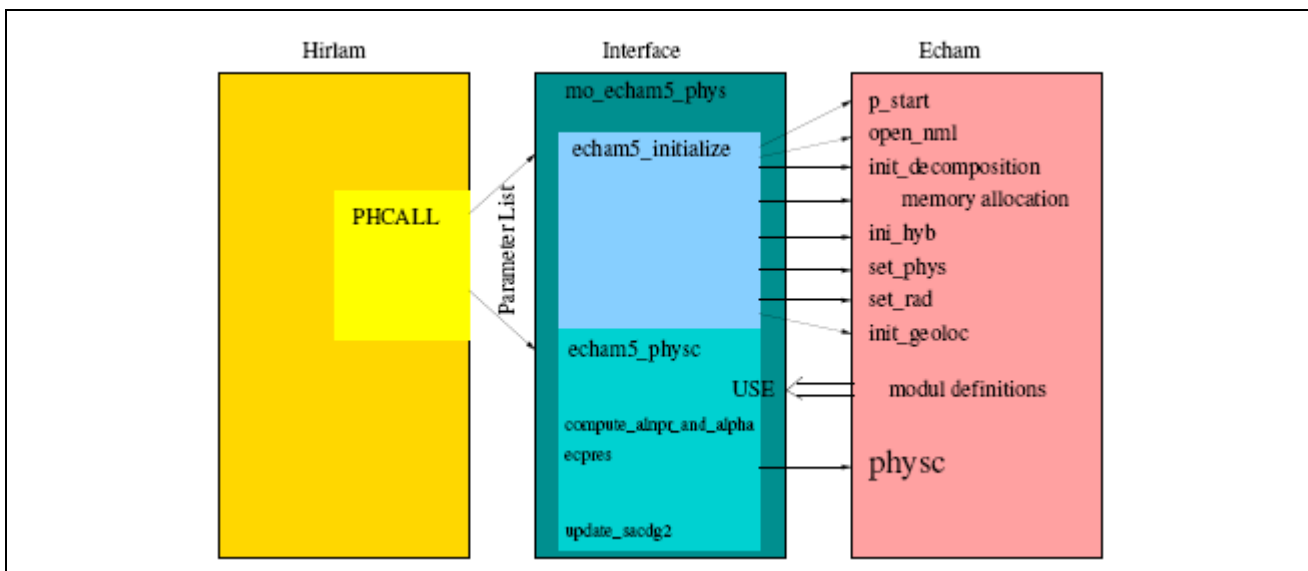 Hirlam
Interface
Echam
PHCALL
Parameter List
mo_echam5_phys
echam5_initialize
echam5_physc
USE
compute_alnpr_and_alpha
ecpres
update_sacdg2
p_start
open_nml
init_decomposition
memory allocation
ini_hyb
set_phys
set_rad
init_geoloc
modul definitions
physc